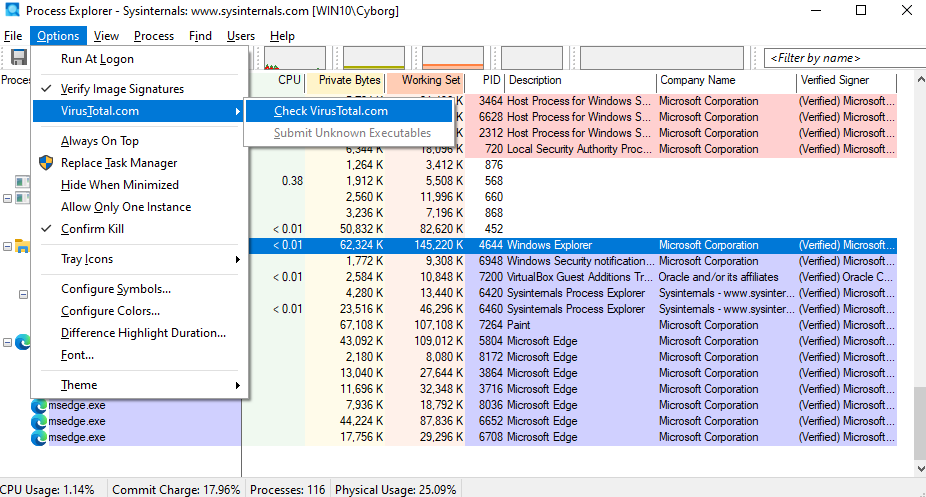 Process Explorer - Sysinternals: www.sysinternals.com [WIN10\Cyborg]
File Options View Process Find Users Help
<Filter by name>
Run At Logon
Verify Image Signatures
VirusTotal.com
Check VirusTotal.com
Submit Unknown Executables
Always On Top
Replace Task Manager
Hide When Minimized
Allow Only One Instance
Confirm Kill
Tray Icons
Configure Symbols...
Configure Colors...
Difference Highlight Duration...
Font...
Theme
CPU Private Bytes Working Set PID Description Company Name Verified Signer
3464 Host Process for Windows S... Microsoft Corporation (Verified) Microsoft...
6628 Host Process for Windows S... Microsoft Corporation (Verified) Microsoft...
2312 Host Process for Windows S... Microsoft Corporation (Verified) Microsoft...
6,344 K 18,096 K 720 Local Security Authority Proc... Microsoft Corporation (Verified) Microsoft...
1,264 K 3,412 K 876
0.38 1,912 K 5,508 K 568
2,560 K 11,996 K 660
3,236 K 7,196 K 868
< 0.01 50,832 K 82,620 K 452
< 0.01 62,324 K 145,220 K 4644 Windows Explorer Microsoft Corporation (Verified) Microsoft...
1,772 K 9,308 K 6948 Windows Security notification... Microsoft Corporation (Verified) Microsoft...
< 0.01 2,584 K 10,848 K 7200 VirtualBox Guest Additions Tr... Oracle and/or its affiliates (Verified) Oracle C...
4,280 K 13,440 K 6420 Sysinternals Process Explorer Sysinternals - www.sysinter... (Verified) Microsoft...
< 0.01 23,516 K 46,296 K 6460 Sysinternals Process Explorer Sysinternals - www.sysinter... (Verified) Microsoft...
67,108 K 107,108 K 7264 Paint Microsoft Corporation (Verified) Microsoft...
43,092 K 109,012 K 5804 Microsoft Edge Microsoft Corporation (Verified) Microsoft...
2,180 K 8,080 K 8172 Microsoft Edge Microsoft Corporation (Verified) Microsoft...
13,040 K 27,644 K 3864 Microsoft Edge Microsoft Corporation (Verified) Microsoft...
11,696 K 32,348 K 3716 Microsoft Edge Microsoft Corporation (Verified) Microsoft...
msedge.exe 7,936 K 18,792 K 8036 Microsoft Edge Microsoft Corporation (Verified) Microsoft...
msedge.exe 44,224 K 87,836 K 6652 Microsoft Edge Microsoft Corporation (Verified) Microsoft...
msedge.exe 17,756 K 29,296 K 6708 Microsoft Edge Microsoft Corporation (Verified) Microsoft...
CPU Usage: 1.14% Commit Charge: 17.96% Processes: 116 Physical Usage: 25.09%